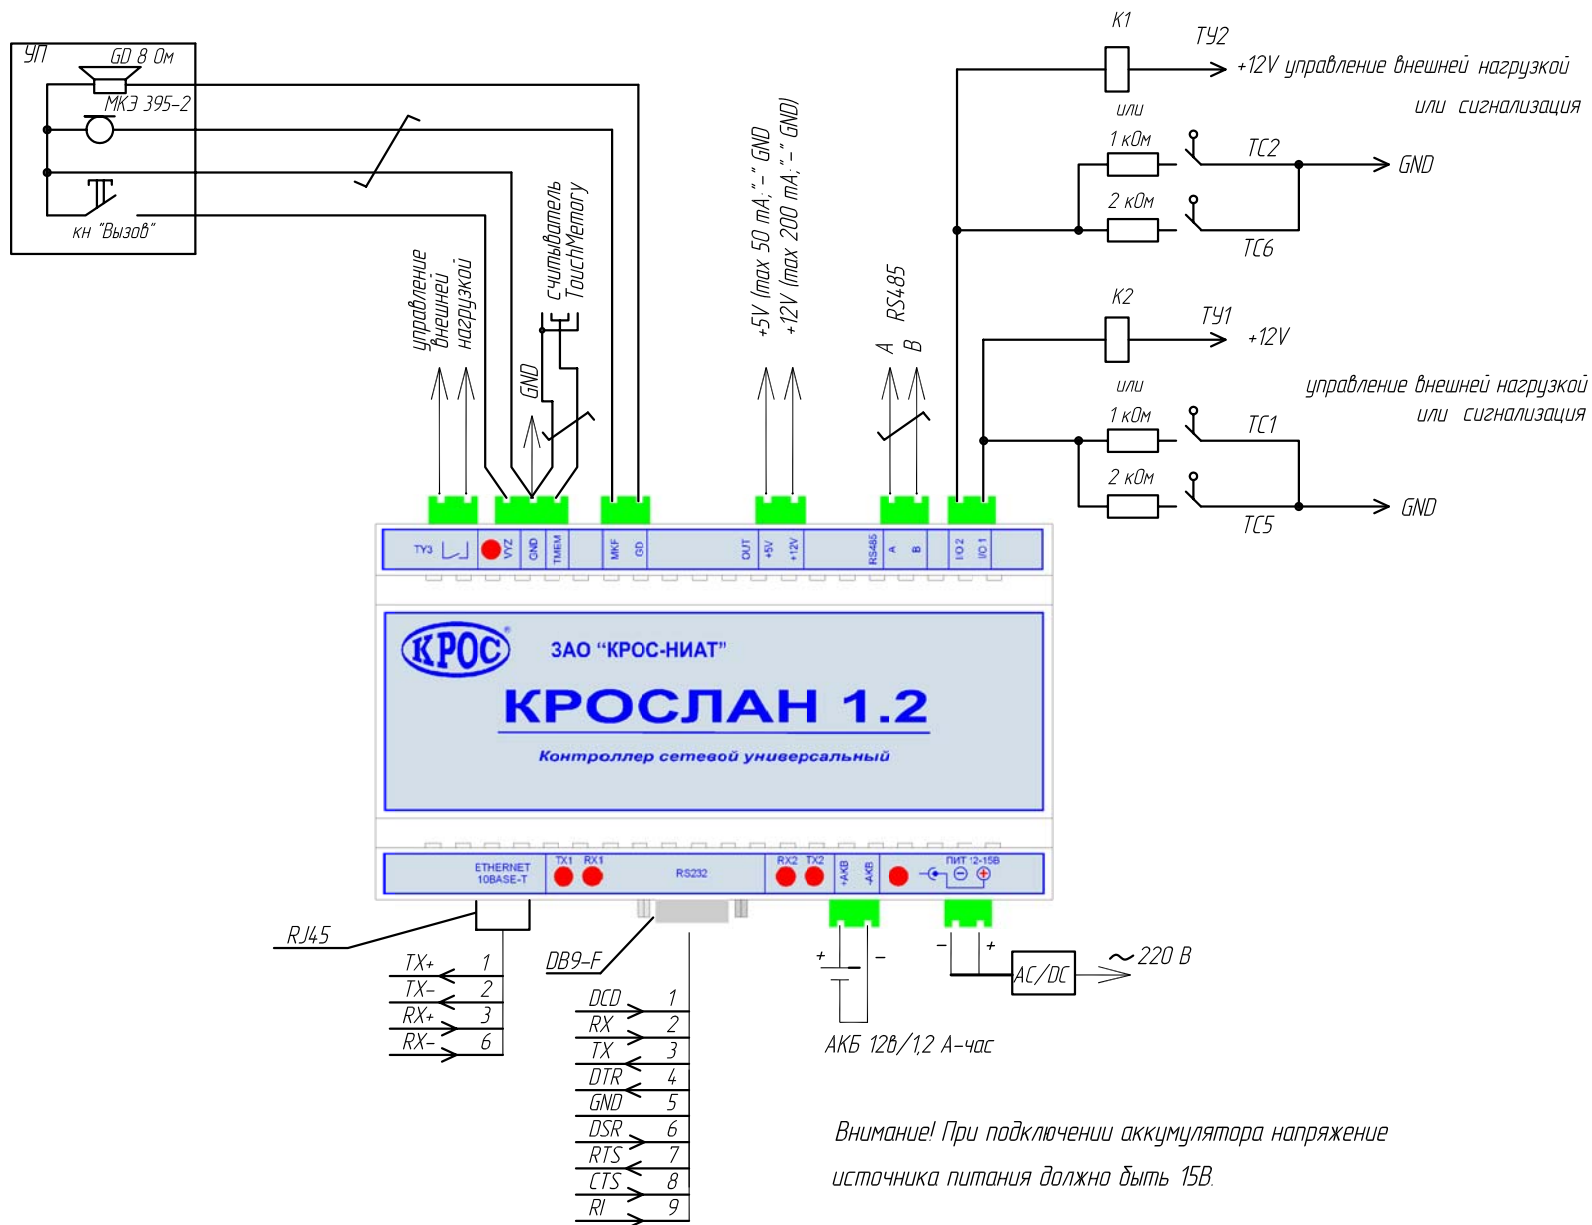 УП
GD 8 Ом
МКЭ 395-2
кн "Вызов"
управление
внешней
нагрузкой
GND
считыватель
TouchMemory
+5V (max 50 mA; "-" GND
+12V (max 200 mA; "-" GND)
A
B
RS485
K1
ТУ2
+12V управление внешней нагрузкой
или сигнализация
или
1 кОм
ТС2
GND
2 кОм
ТС6
K2
ТУ1
+12V
управление внешней нагрузкой
или сигнализация
или
1 кОм
ТС1
2 кОм
ТС5
GND
ТУ3
VYZ
GND
TMEM
MKF
GD
OUT
+5V
+12V
RS485
A
B
I/O 2
I/O 1
КРОС®
ЗАО “КРОС-НИАТ”
КРОСЛАН 1.2
Контроллер сетевой универсальный
ETHERNET
10BASE-T
TX1 RX1
RS232
RX2 TX2
+АКВ
-АКВ
ПИТ 12-15В
RJ45
TX+ 1
TX- 2
RX+ 3
RX- 6
DB9-F
DCD 1
RX 2
TX 3
DTR 4
GND 5
DSR 6
RTS 7
CTS 8
RI 9
+ -
АКБ 12в/1,2 А-час
- +
AC/DC
~ 220 В
Внимание! При подключении аккумулятора напряжение
источника питания должно быть 15В.